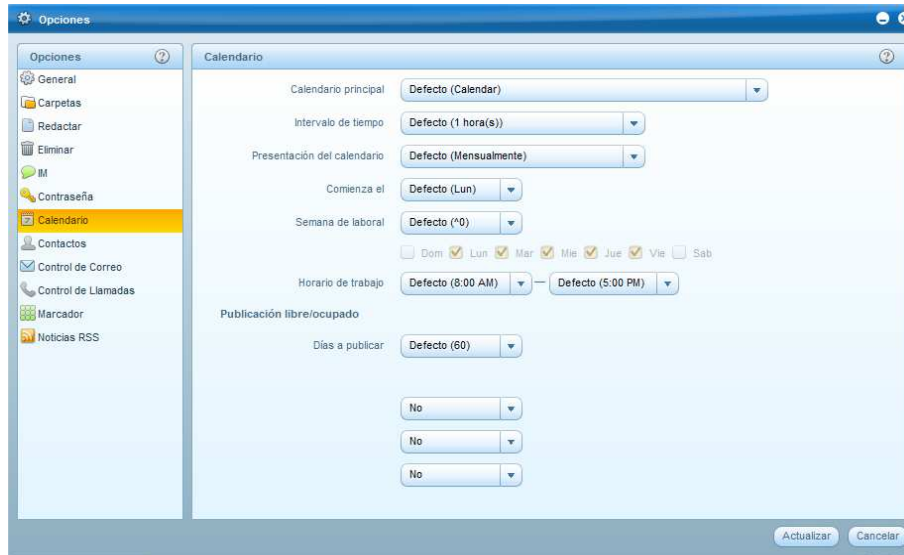 Opciones
Opciones
General
Carpetas
Redactar
Eliminar
IM
Contraseña
Calendario
Contactos
Control de Correo
Control de Llamadas
Marcador
Noticias RSS
Calendario
Calendario principal Defecto (Calendar)
Intervalo de tiempo Defecto (1 hora(s))
Presentación del calendario Defecto (Mensualmente)
Comienza el Defecto (Lun)
Semana de laboral Defecto (^0)
Dom Lun Mar Mie Jue Vie Sab
Horario de trabajo Defecto (8:00 AM) — Defecto (5:00 PM)
Publicación libre/ocupado
Días a publicar Defecto (60)
No
No
No
Actualizar Cancelar